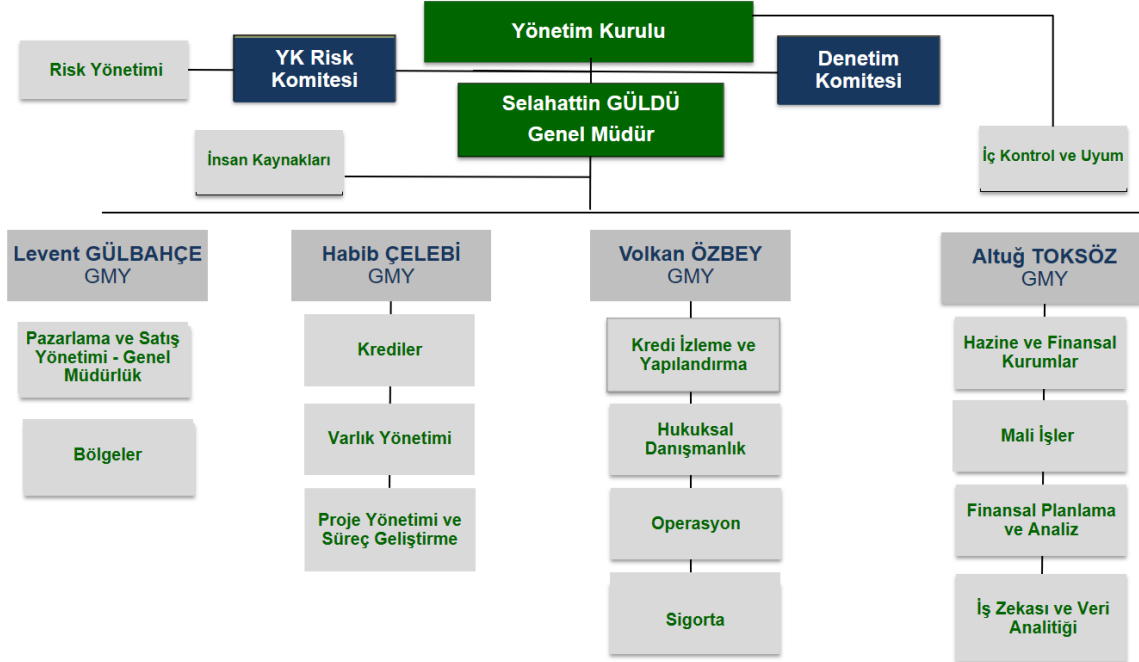 Yönetim Kurulu
Risk Yönetimi
YK Risk
Komitesi
Denetim
Komitesi
Selahattin GÜLDÜ
Genel Müdür
İnsan Kaynakları
İç Kontrol ve Uyum
Levent GÜLBAHÇE
GMY
Pazarlama ve Satış
Yönetimi - Genel
Müdürlük
Bölgeler
Habib ÇELEBİ
GMY
Krediler
Varlık Yönetimi
Proje Yönetimi ve
Süreç Geliştirme
Volkan ÖZBEY
GMY
Kredi İzleme ve
Yapılandırma
Hukuksal
Danışmanlık
Operasyon
Sigorta
Altuğ TOKSÖZ
GMY
Hazine ve Finansal
Kurumlar
Mali İşler
Finansal Planlama
ve Analiz
İş Zekası ve Veri
Analitiği